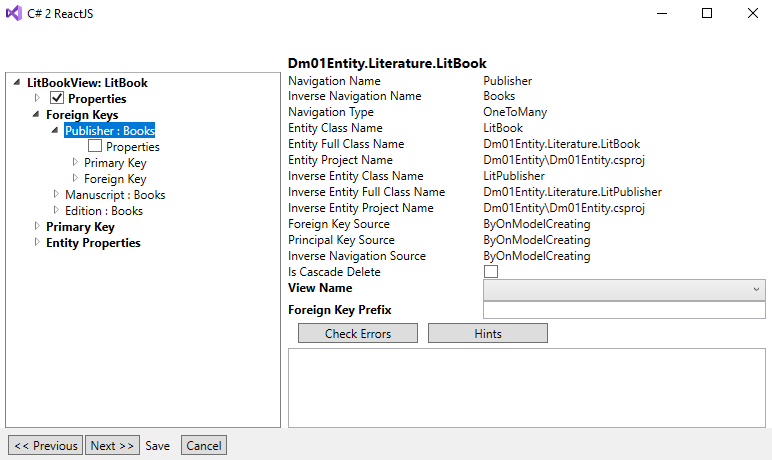 C# 2 ReactJS
LitBookView: LitBook
Properties
Foreign Keys
Publisher : Books
Properties
Primary Key
Foreign Key
Manuscript : Books
Edition : Books
Primary Key
Entity Properties
Dm01Entity.Literature.LitBook
Navigation Name Publisher
Inverse Navigation Name Books
Navigation Type OneToMany
Entity Class Name LitBook
Entity Full Class Name Dm01Entity.Literature.LitBook
Entity Project Name Dm01Entity\Dm01Entity.csproj
Inverse Entity Class Name LitPublisher
Inverse Entity Full Class Name Dm01Entity.Literature.LitPublisher
Inverse Entity Project Name Dm01Entity\Dm01Entity.csproj
Foreign Key Source ByOnModelCreating
Principal Key Source ByOnModelCreating
Inverse Navigation Source ByOnModelCreating
Is Cascade Delete
View Name
Foreign Key Prefix
Check Errors Hints
<< Previous Next >> Save Cancel